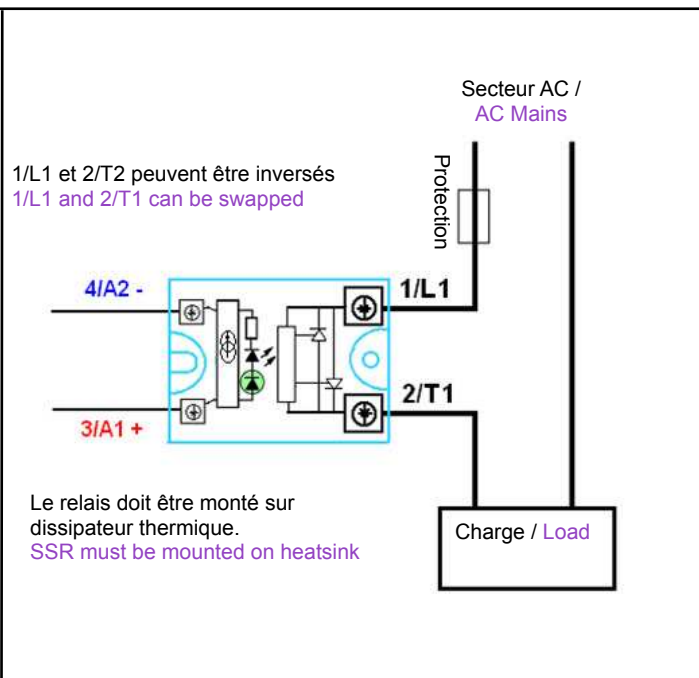 Secteur AC /
AC Mains
1/L1 et 2/T2 peuvent être inversés
1/L1 and 2/T1 can be swapped
Protection
4/A2 -
1/L1
2/T1
3/A1 +
Le relais doit être monté sur
dissipateur thermique.
SSR must be mounted on heatsink
Charge / Load